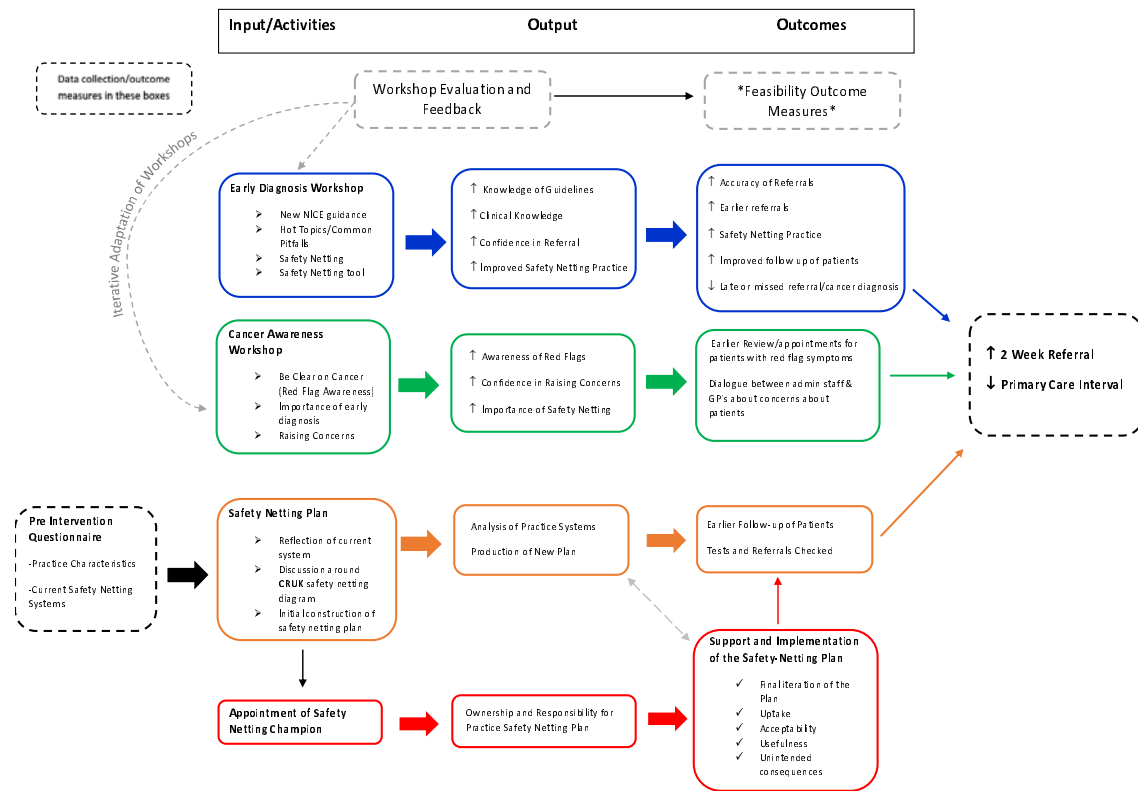 Input/Activities
Output
Outcomes
Data collection/outcome
measures in these boxes
Workshop Evaluation and
Feedback
*Feasibility Outcome
Measures*
Iterative Adaptation of Workshops
Early Diagnosis Workshop
➢ New NICE guidance
➢ Hot Topics/Common
Pitfalls
➢ Safety Netting
➢ Safety Netting tool
↑ Knowledge of Guidelines
↑ Clinical Knowledge
↑ Confidence in Referral
↑ Improved Safety Netting Practice
↑ Accuracy of Referrals
↑ Earlier referrals
↑ Safety Netting Practice
↑ Improved follow up of patients
↓ Late or missed referral/cancer diagnosis
Cancer Awareness
Workshop
➢ Be Clear on Cancer
(Red Flag Awareness)
➢ Importance of early
diagnosis
➢ Raising Concerns
↑ Awareness of Red Flags
↑ Confidence in Raising Concerns
↑ Importance of Safety Netting
Earlier Review/appointments for
patients with red flag symptoms
Dialogue between admin staff &
GP's about concerns about
patients
↑ 2 Week Referral
↓ Primary Care Interval
Pre Intervention
Questionnaire
-Practice Characteristics
-Current Safety Netting
Systems
Safety Netting Plan
➢ Reflection of current
system
➢ Discussion around
CRUK safety netting
diagram
➢ Initial construction of
safety netting plan
Analysis of Practice Systems
Production of New Plan
Earlier Follow-up of Patients
Tests and Referrals Checked
Appointment of Safety
Netting Champion
Ownership and Responsibility for
Practice Safety Netting Plan
Support and Implementation
of the Safety-Netting Plan
✓ Final iteration of the
Plan
✓ Uptake
✓ Acceptability
✓ Usefulness
✓ Unintended
consequences